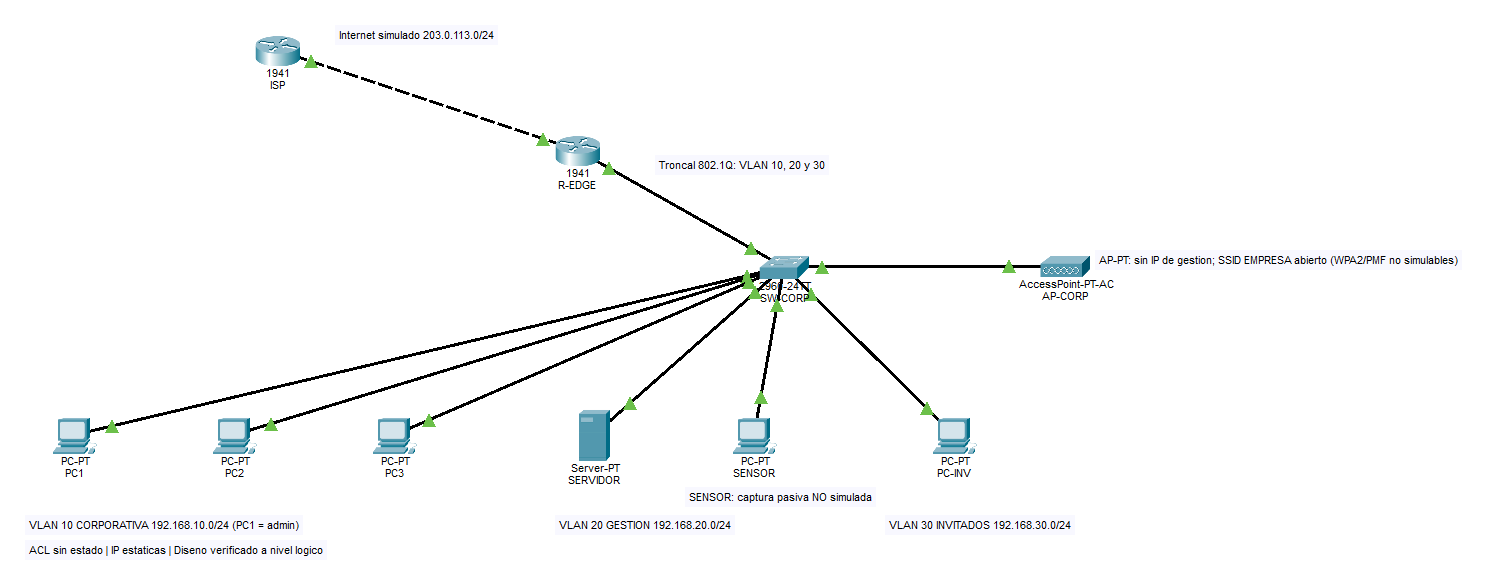 Internet simulado 203.0.113.0/24
1941
ISP
1941
R-EDGE
Troncal 802.1Q: VLAN 10, 20 y 30
2960-24TT
SW-CORP
AP-PT: sin IP de gestion; SSID EMPRESA abierto (WPA2/PMF no simulables)
AccessPoint-PT-AC
AP-CORP
PC-PT
PC1
PC-PT
PC2
PC-PT
PC3
Server-PT
SERVIDOR
PC-PT
SENSOR
PC-PT
PC-INV
SENSOR: captura pasiva NO simulada
VLAN 10 CORPORATIVA 192.168.10.0/24 (PC1 = admin)
VLAN 20 GESTION 192.168.20.0/24
VLAN 30 INVITADOS 192.168.30.0/24
ACL sin estado | IP estaticas | Diseno verificado a nivel logico